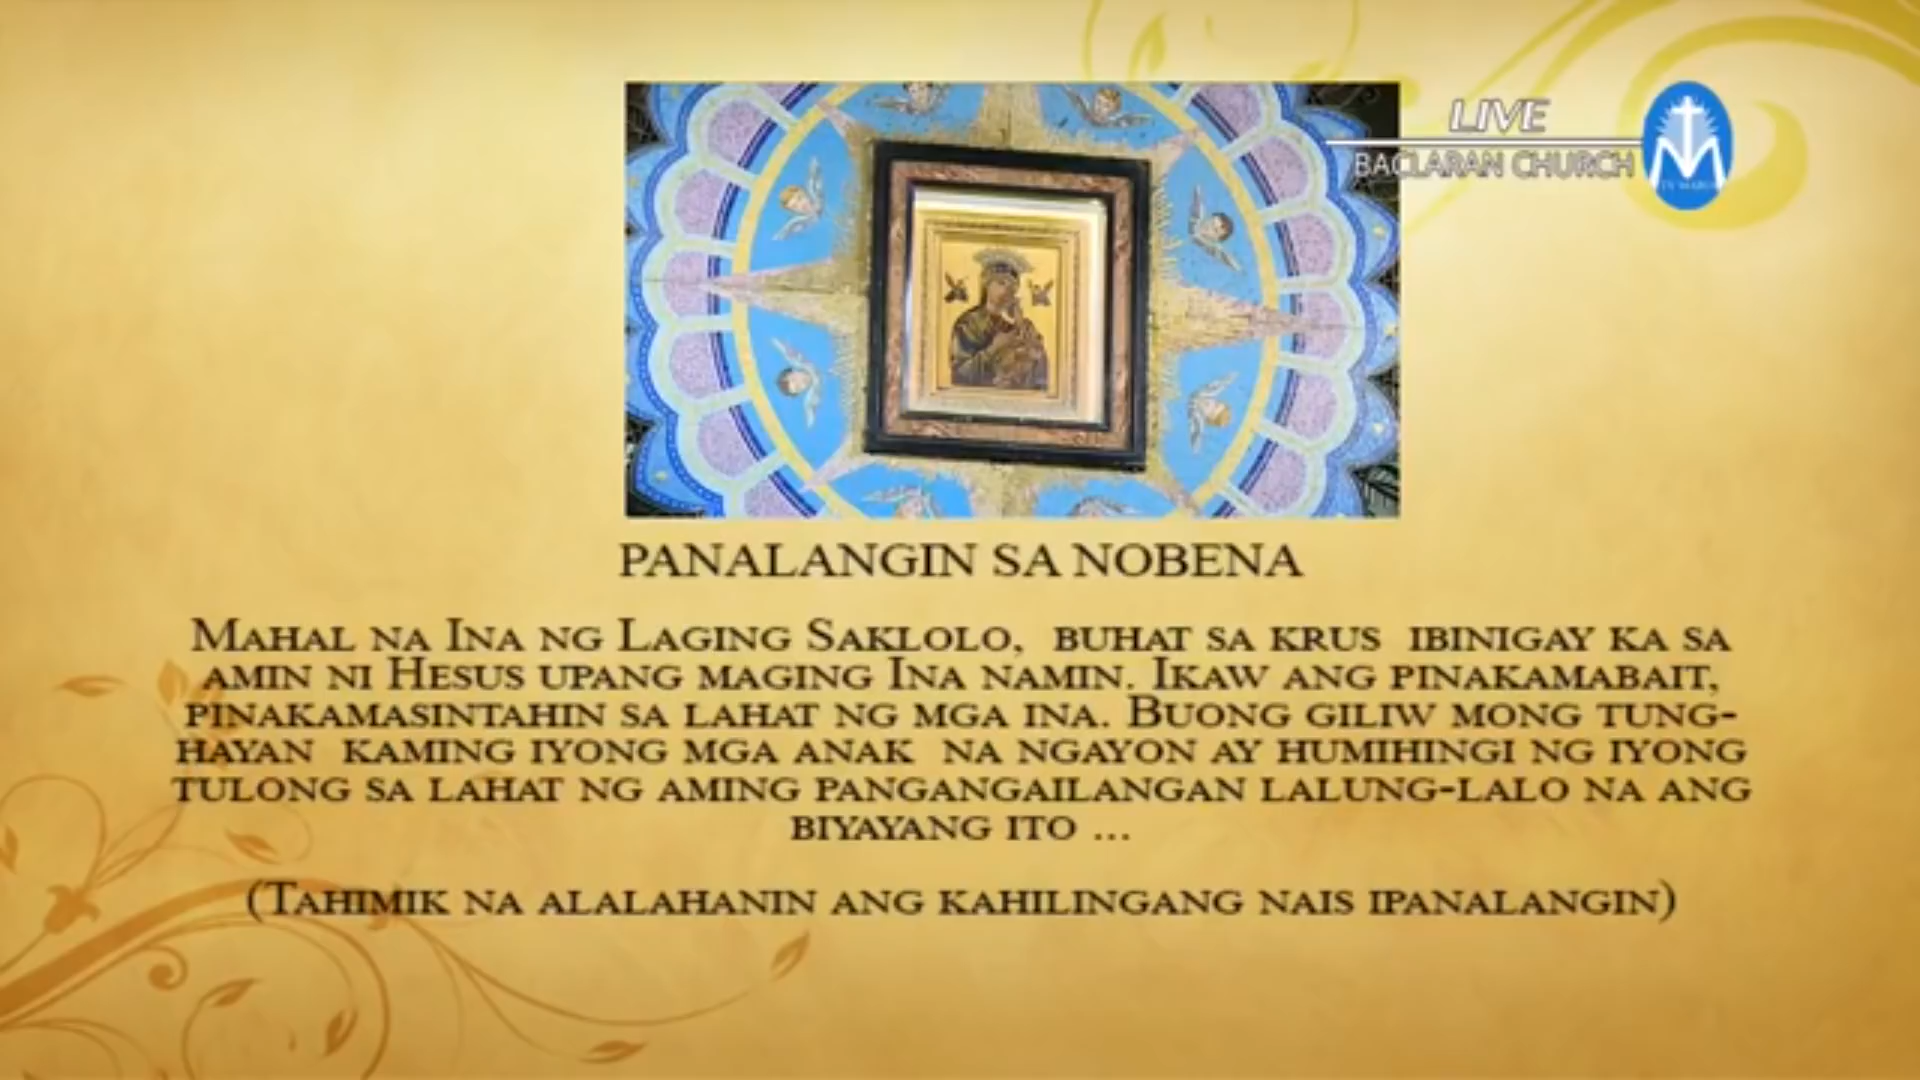 LIVE
BACLARAN CHURCH
TV MARIA
PANALANGIN SA NOBENA
MAHAL NA INA NG LAGING SAKLOLO, BUHAT SA KRUS IBINIGAY KA SA
AMIN NI HESUS UPANG MAGING INA NAMIN. IKAW ANG PINAKAMABAIT,
PINAKAMASINTAHIN SA LAHAT NG MGA INA. BUONG GILIW MONG TUNG-
HAYAN KAMING IYONG MGA ANAK NA NGAYON AY HUMIHINGI NG IYONG
TULONG SA LAHAT NG AMING PANGANGAILANGAN LALUNG-LALO NA ANG
BIYAYANG ITO ...
(TAHIMIK NA ALALAHANIN ANG KAHILINGANG NAIS IPANALANGIN)